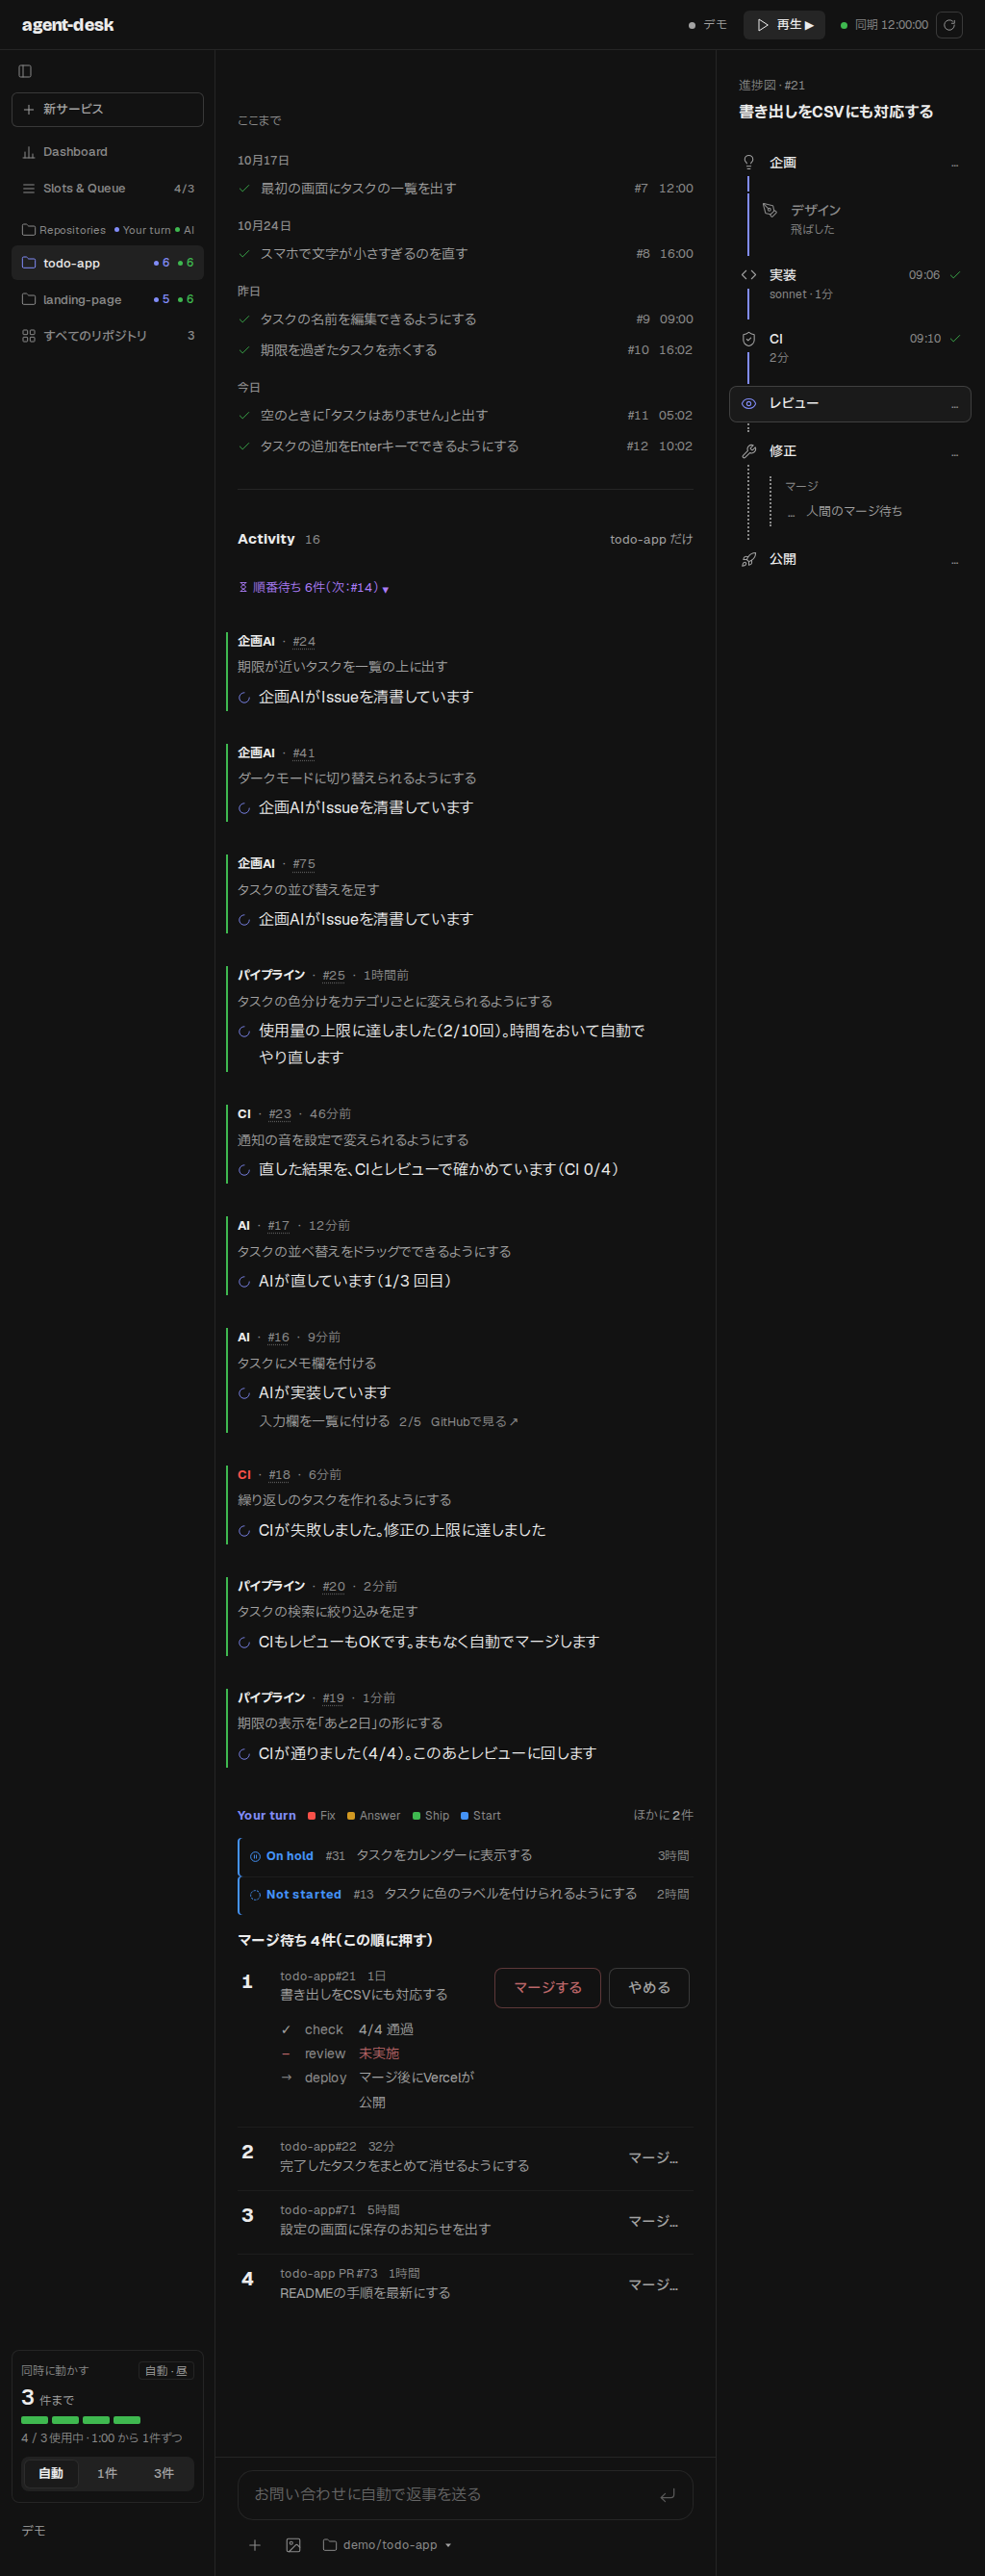 agent-desk
デモ
再生 ▶
同期 12:00:00
新サービス
Dashboard
Slots & Queue 4/3
Repositories Your turn AI
todo-app 6 6
landing-page 5 6
すべてのリポジトリ 3
同時に動かす 自動・昼
3 件まで
4 / 3 使用中・1:00 から 1件ずつ
自動 1件 3件
デモ
ここまで
10月17日
最初の画面にタスクの一覧を出す #7 12:00
10月24日
スマホで文字が小さすぎるのを直す #8 16:00
昨日
タスクの名前を編集できるようにする #9 09:00
期限を過ぎたタスクを赤くする #10 16:02
今日
空のときに「タスクはありません」と出す #11 05:02
タスクの追加をEnterキーでできるようにする #12 10:02
Activity 16 todo-app だけ
順番待ち 6件（次：#14） ▾
企画AI · #24
期限が近いタスクを一覧の上に出す
企画AIがIssueを清書しています
企画AI · #41
ダークモードに切り替えられるようにする
企画AIがIssueを清書しています
企画AI · #75
タスクの並び替えを足す
企画AIがIssueを清書しています
パイプライン · #25 · 1時間前
タスクの色分けをカテゴリごとに変えられるようにする
使用量の上限に達しました（2/10回）。時間をおいて自動で
やり直します
CI · #23 · 46分前
通知の音を設定で変えられるようにする
直した結果を、CIとレビューで確かめています（CI 0/4）
AI · #17 · 12分前
タスクの並べ替えをドラッグでできるようにする
AIが直しています（1/3 回目）
AI · #16 · 9分前
タスクにメモ欄を付ける
AIが実装しています
入力欄を一覧に付ける 2/5 GitHubで見る ↗
CI · #18 · 6分前
繰り返しのタスクを作れるようにする
CIが失敗しました。修正の上限に達しました
パイプライン · #20 · 2分前
タスクの検索に絞り込みを足す
CIもレビューもOKです。まもなく自動でマージします
パイプライン · #19 · 1分前
期限の表示を「あと2日」の形にする
CIが通りました（4/4）。このあとレビューに回します
Your turn Fix Answer Ship Start ほかに 2 件
On hold #31 タスクをカレンダーに表示する 3時間
Not started #13 タスクに色のラベルを付けられるようにする 2時間
マージ待ち 4件（この順に押す）
1 todo-app#21 1日
書き出しをCSVにも対応する
マージする やめる
✓ check 4/4 通過
– review 未実施
→ deploy マージ後にVercelが
公開
2 todo-app#22 32分
完了したタスクをまとめて消せるようにする
マージ…
3 todo-app#71 5時間
設定の画面に保存のお知らせを出す
マージ…
4 todo-app PR #73 1時間
READMEの手順を最新にする
マージ…
お問い合わせに自動で返事を送る
demo/todo-app
進捗図 · #21
書き出しをCSVにも対応する
企画 …
デザイン
飛ばした
実装 09:06
sonnet · 1分
CI 09:10
2分
レビュー …
修正 …
マージ
… 人間のマージ待ち
公開 …